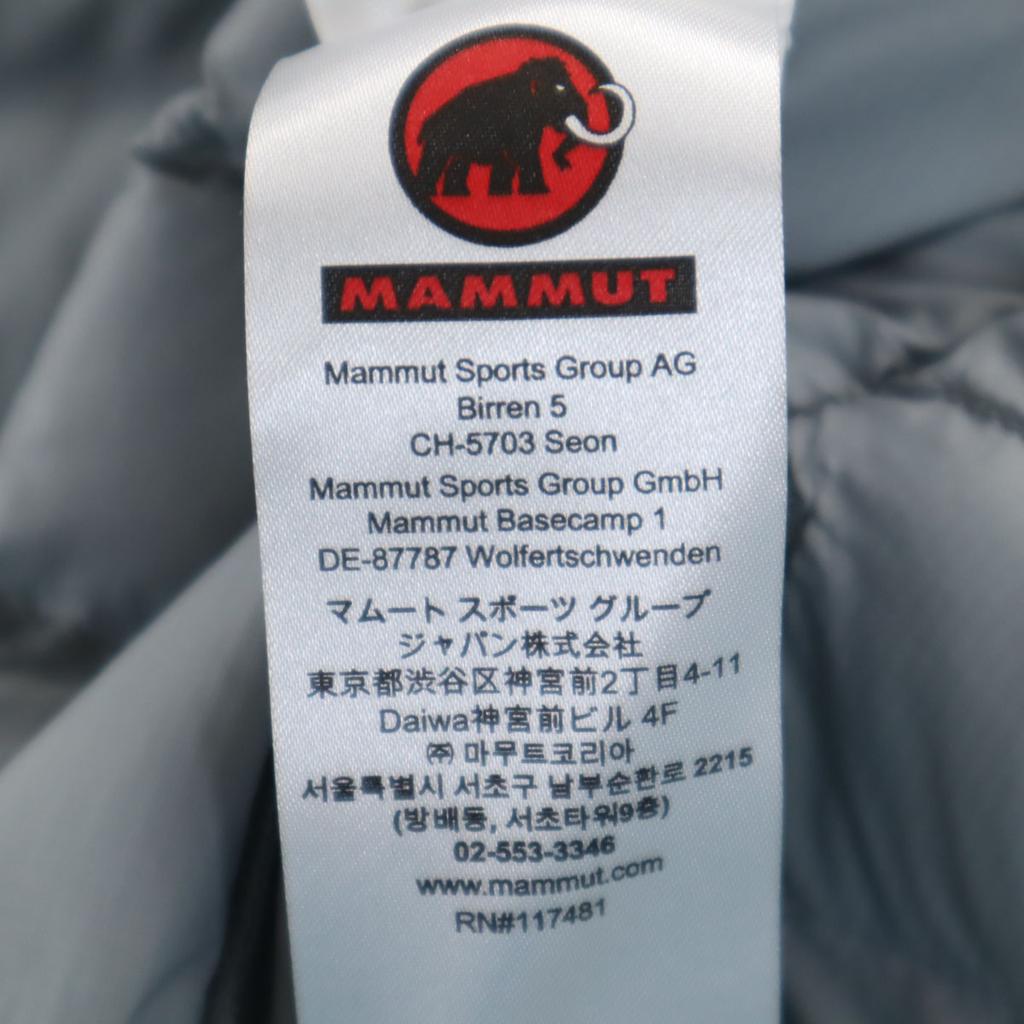 MAMMUT
Mammut Sports Group AG
Birren 5
CH-5703 Seon
Mammut Sports Group GmbH
Mammut Basecamp 1
DE-87787 Wolfertschwenden
マムート スポーツ グループ
ジャパン株式会社
東京都渋谷区神宮前2丁目4-11
Daiwa神宮前ビル 4F
㈜ 마무트코리아
서울특별시 서초구 남부순환로 2215
(방배동, 서초타워9층)
02-553-3346
www.mammut.com
RN#117481